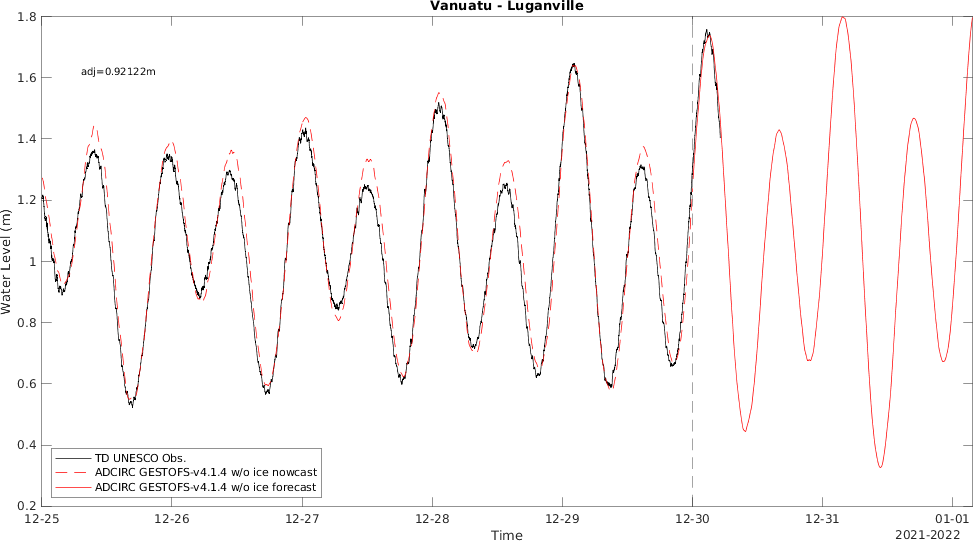 Vanuatu - Luganville
1.8
1.6
1.4
1.2
1
0.8
0.6
0.4
0.2
Water Level (m)
adj=0.92122m
TD UNESCO Obs.
ADCIRC GESTOFS-v4.1.4 w/o ice nowcast
ADCIRC GESTOFS-v4.1.4 w/o ice forecast
12-25 12-26 12-27 12-28 12-29 12-30 12-31 01-01
Time
2021-2022